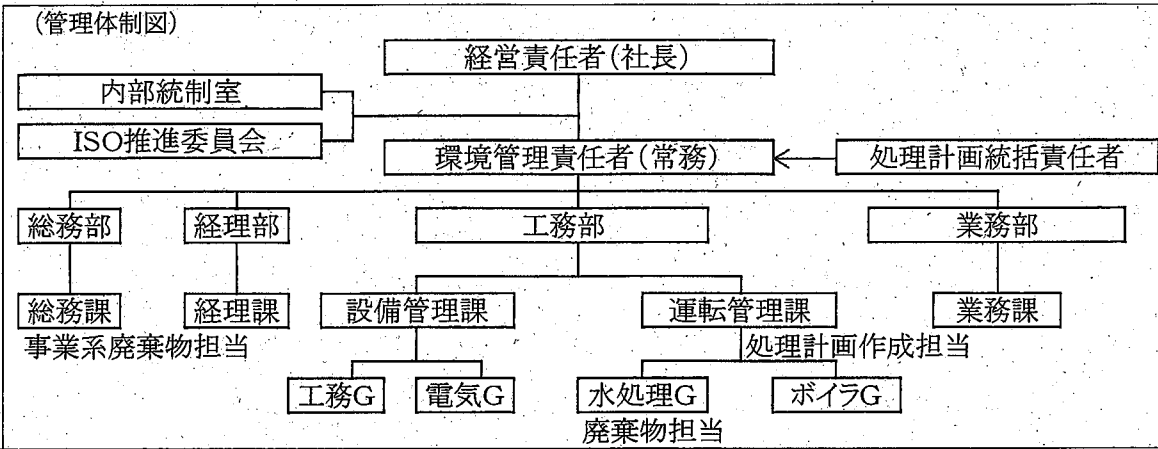 (管理体制図)
経営責任者(社長)
内部統制室
ISO推進委員会
環境管理責任者(常務)
処理計画統括責任者
総務部
経理部
工務部
業務部
総務課
経理課
設備管理課
運転管理課
業務課
事業系廃棄物担当
処理計画作成担当
工務G
電気G
水処理G
ボイラG
廃棄物担当